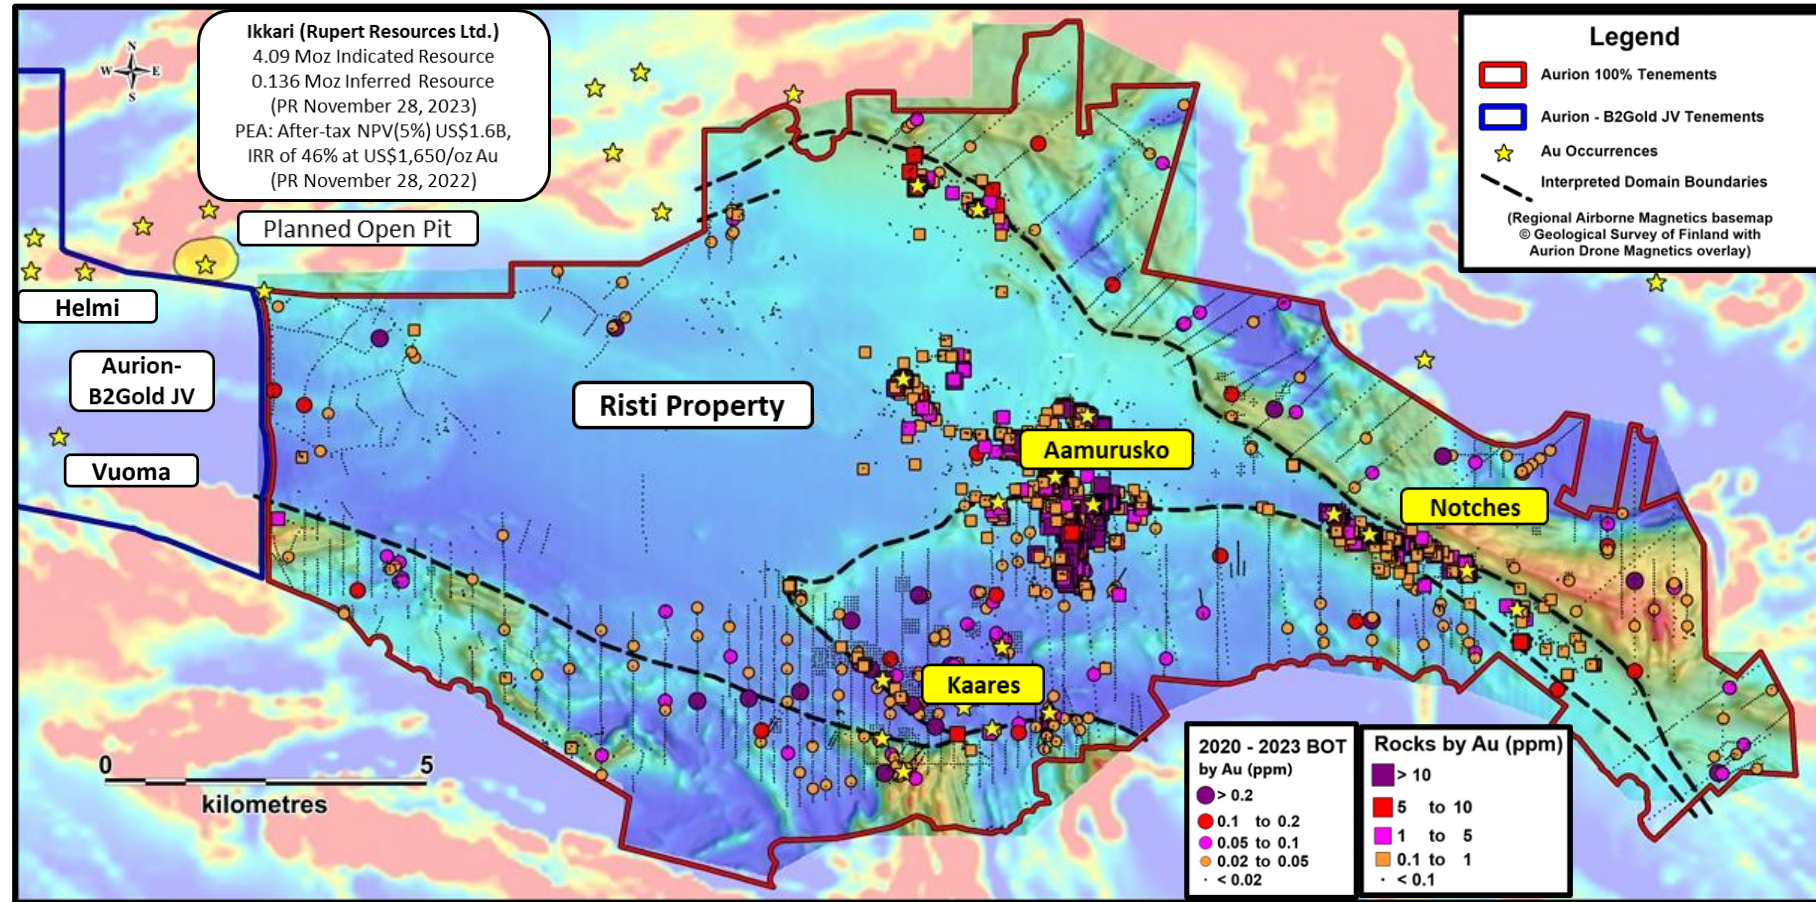 Ikkari (Rupert Resources Ltd.)
4.09 Moz Indicated Resource
0.136 Moz Inferred Resource
(PR November 28, 2023)
PEA: After-tax NPV(5%) US$1.6B,
IRR of 46% at US$1,650/oz Au
(PR November 28, 2022)
N
W E
S
Planned Open Pit
Helmi
Aurion-
B2Gold JV
Vuoma
Risti Property
Aamurusko
Notches
Kaares
0 5
kilometres
Legend
Aurion 100% Tenements
Aurion - B2Gold JV Tenements
Au Occurrences
Interpreted Domain Boundaries
(Regional Airborne Magnetics basemap
© Geological Survey of Finland with
Aurion Drone Magnetics overlay)
2020 - 2023 BOT
by Au (ppm)
> 0.2
0.1 to 0.2
0.05 to 0.1
0.02 to 0.05
< 0.02
Rocks by Au (ppm)
> 10
5 to 10
1 to 5
0.1 to 1
< 0.1